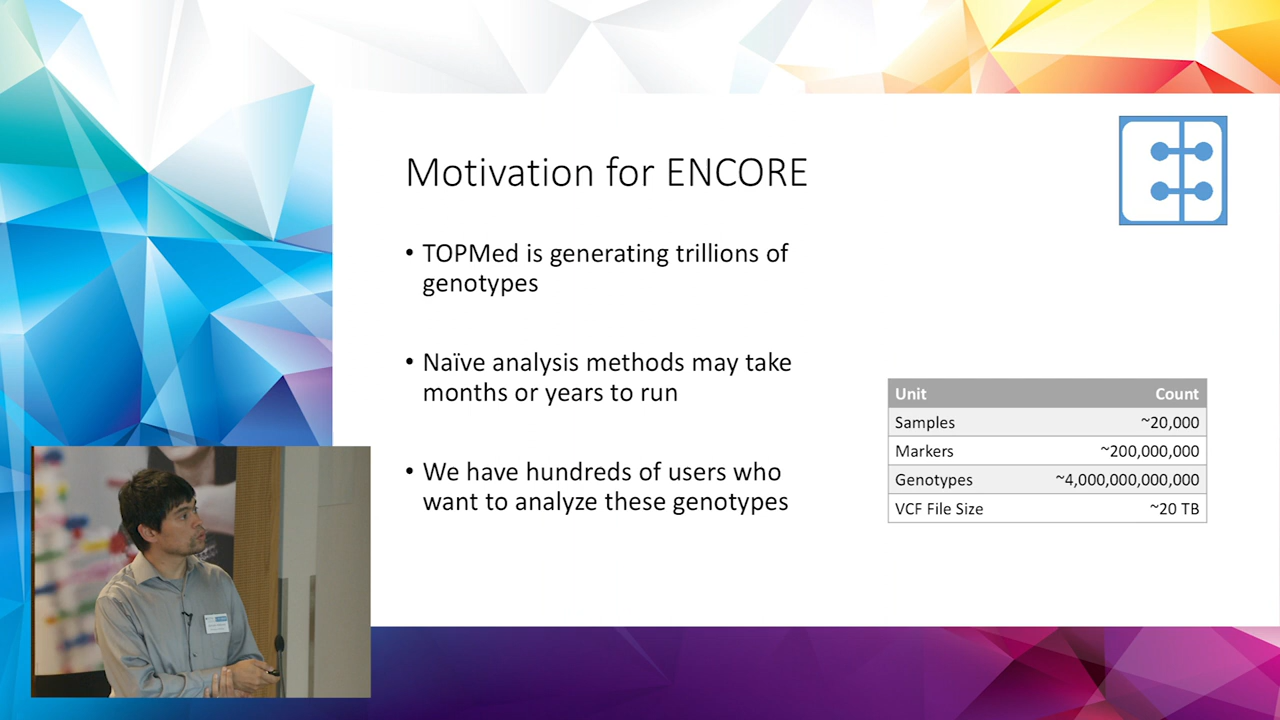 Motivation for ENCORE
• TOPMed is generating trillions of
genotypes
• Naïve analysis methods may take
months or years to run
• We have hundreds of users who
want to analyze these genotypes
Unit Count
Samples ~20,000
Markers ~200,000,000
Genotypes ~4,000,000,000,000
VCF File Size ~20 TB